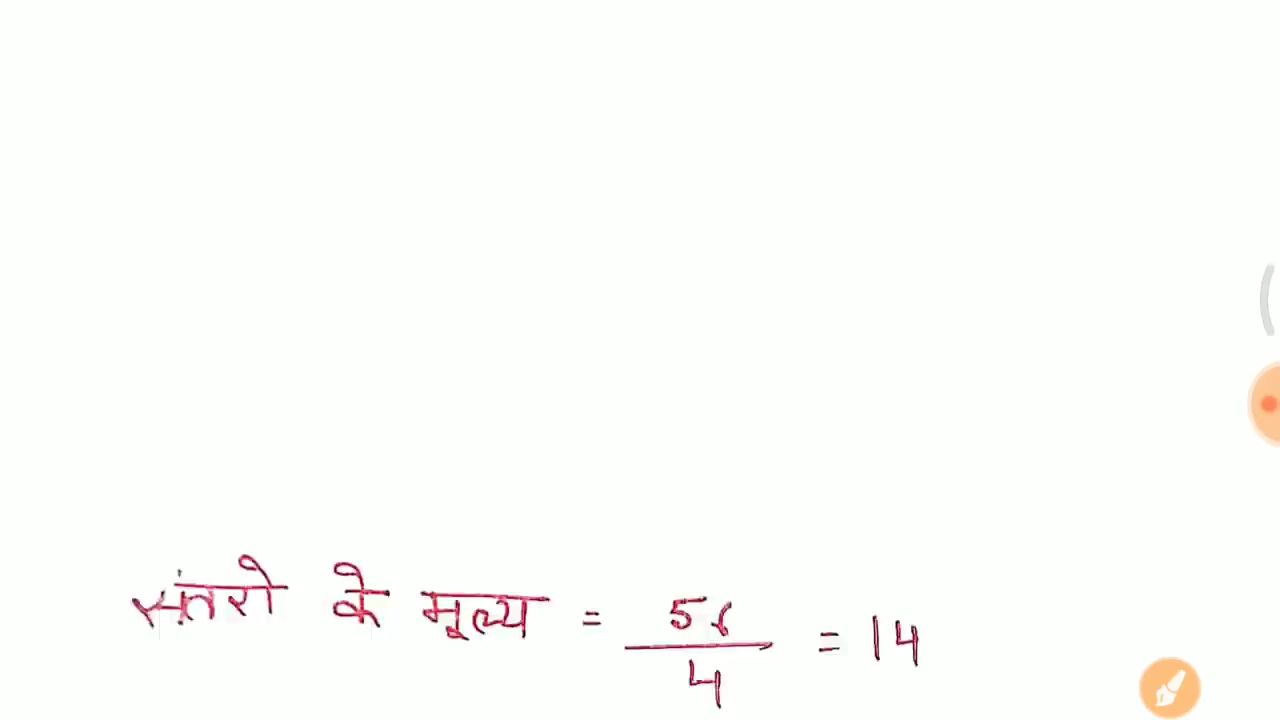 संतरो के मूल्य = 56/4 = 14